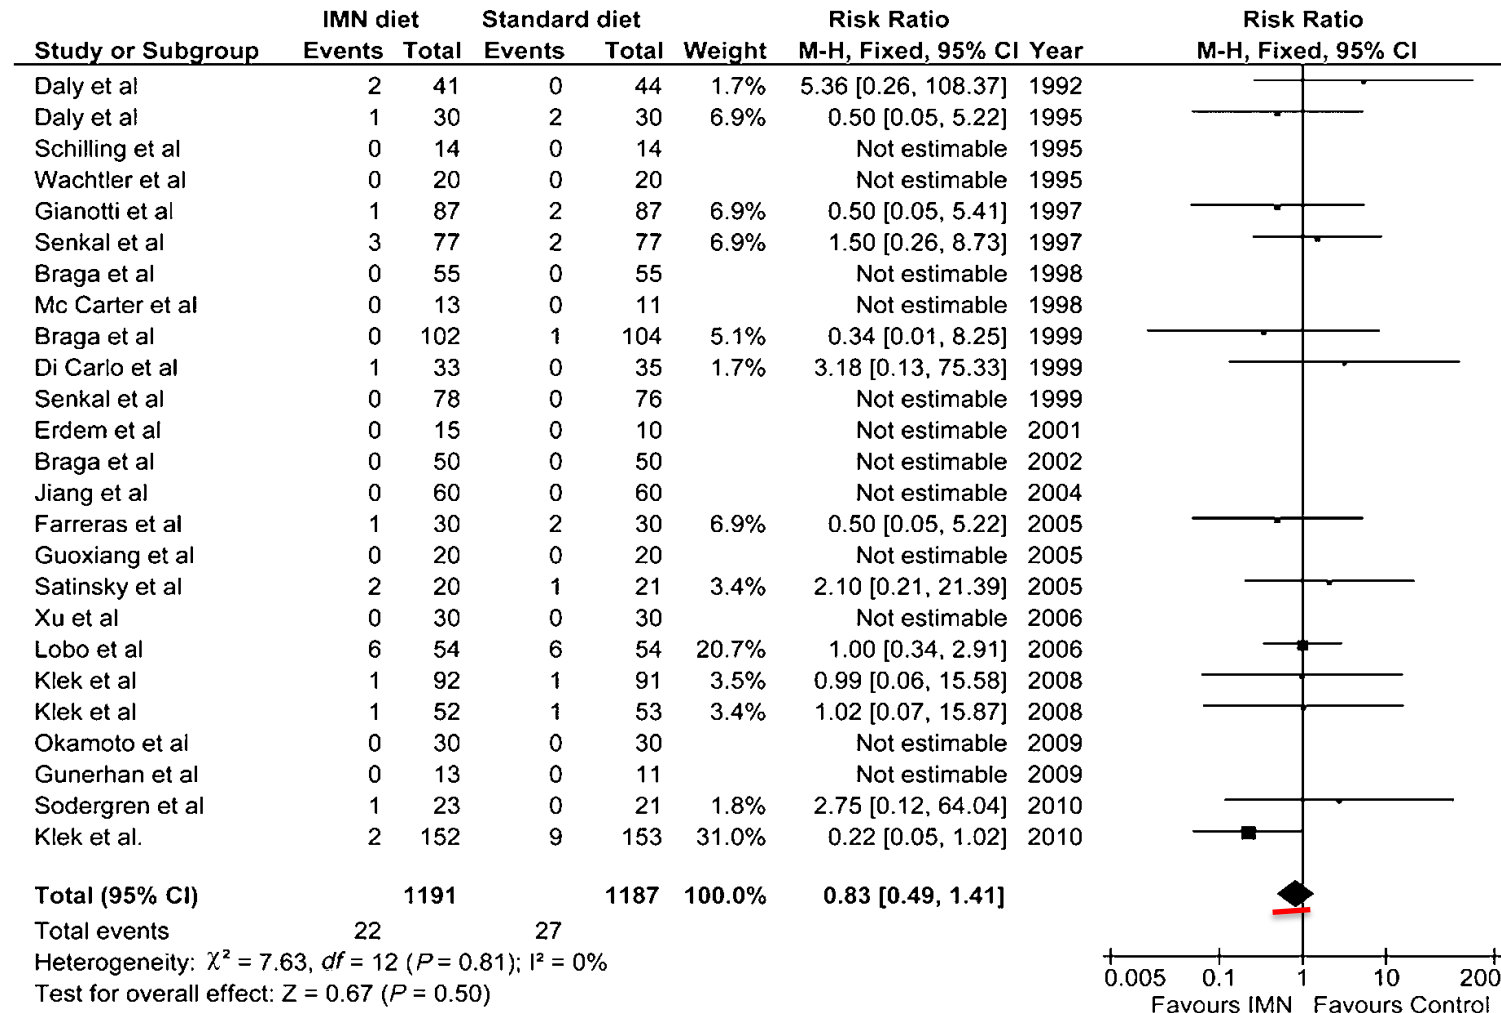 IMN diet Standard diet Risk Ratio Risk Ratio
Study or Subgroup Events Total Events Total Weight M-H, Fixed, 95% CI Year M-H, Fixed, 95% CI
Daly et al 2 41 0 44 1.7% 5.36 [0.26, 108.37] 1992
Daly et al 1 30 2 30 6.9% 0.50 [0.05, 5.22] 1995
Schilling et al 0 14 0 14 Not estimable 1995
Wachtler et al 0 20 0 20 Not estimable 1995
Gianotti et al 1 87 2 87 6.9% 0.50 [0.05, 5.41] 1997
Senkal et al 3 77 2 77 6.9% 1.50 [0.26, 8.73] 1997
Braga et al 0 55 0 55 Not estimable 1998
Mc Carter et al 0 13 0 11 Not estimable 1998
Braga et al 0 102 1 104 5.1% 0.34 [0.01, 8.25] 1999
Di Carlo et al 1 33 0 35 1.7% 3.18 [0.13, 75.33] 1999
Senkal et al 0 78 0 76 Not estimable 1999
Erdem et al 0 15 0 10 Not estimable 2001
Braga et al 0 50 0 50 Not estimable 2002
Jiang et al 0 60 0 60 Not estimable 2004
Farreras et al 1 30 2 30 6.9% 0.50 [0.05, 5.22] 2005
Guoxiang et al 0 20 0 20 Not estimable 2005
Satinsky et al 2 20 1 21 3.4% 2.10 [0.21, 21.39] 2005
Xu et al 0 30 0 30 Not estimable 2006
Lobo et al 6 54 6 54 20.7% 1.00 [0.34, 2.91] 2006
Klek et al 1 92 1 91 3.5% 0.99 [0.06, 15.58] 2008
Klek et al 1 52 1 53 3.4% 1.02 [0.07, 15.87] 2008
Okamoto et al 0 30 0 30 Not estimable 2009
Gunerhan et al 0 13 0 11 Not estimable 2009
Sodergren et al 1 23 0 21 1.8% 2.75 [0.12, 64.04] 2010
Klek et al. 2 152 9 153 31.0% 0.22 [0.05, 1.02] 2010
Total (95% CI) 1191 1187 100.0% 0.83 [0.49, 1.41]
Total events 22 27
Heterogeneity: χ² = 7.63, df = 12 (P = 0.81); I² = 0%
Test for overall effect: Z = 0.67 (P = 0.50)
0.005 0.1 1 10 200
Favours IMN Favours Control